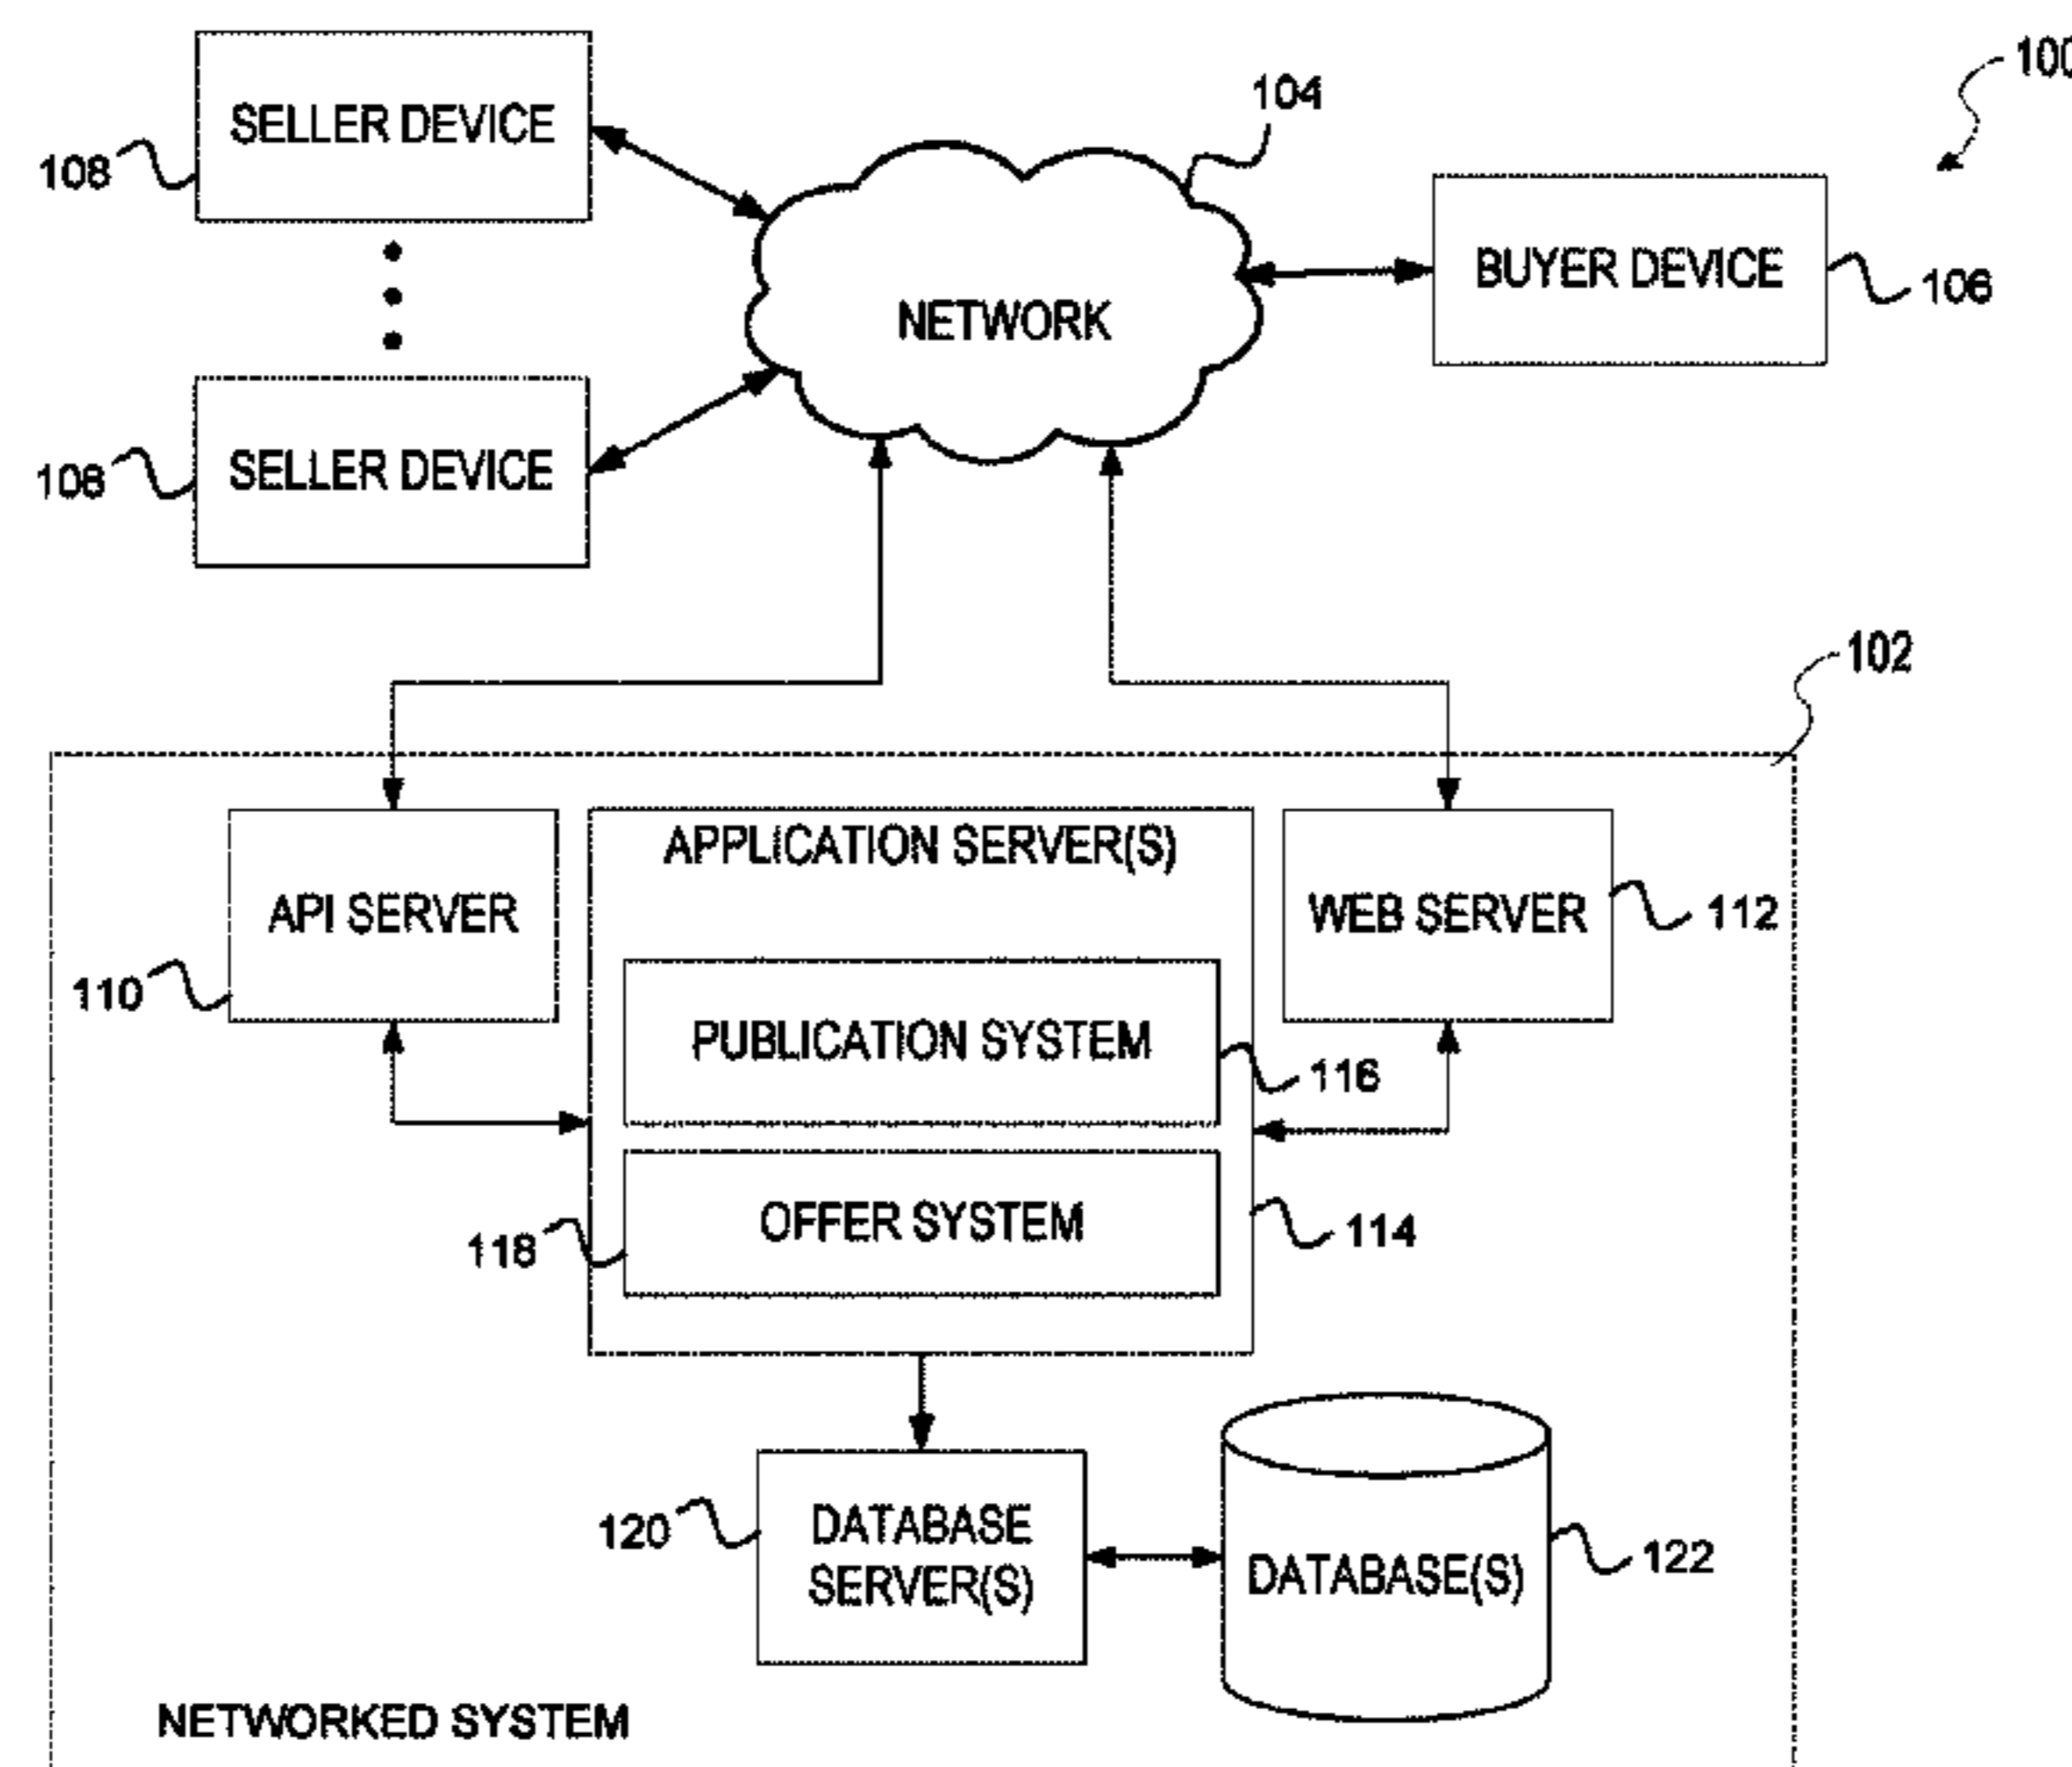 100
104
SELLER DEVICE
108
BUYER DEVICE
106
NETWORK
SELLER DEVICE
108
102
APPLICATION SERVER(S)
API SERVER
WEB SERVER
112
110
PUBLICATION SYSTEM
116
OFFER SYSTEM
118
114
DATABASE
SERVER(S)
120
DATABASE(S)
122
NETWORKED SYSTEM